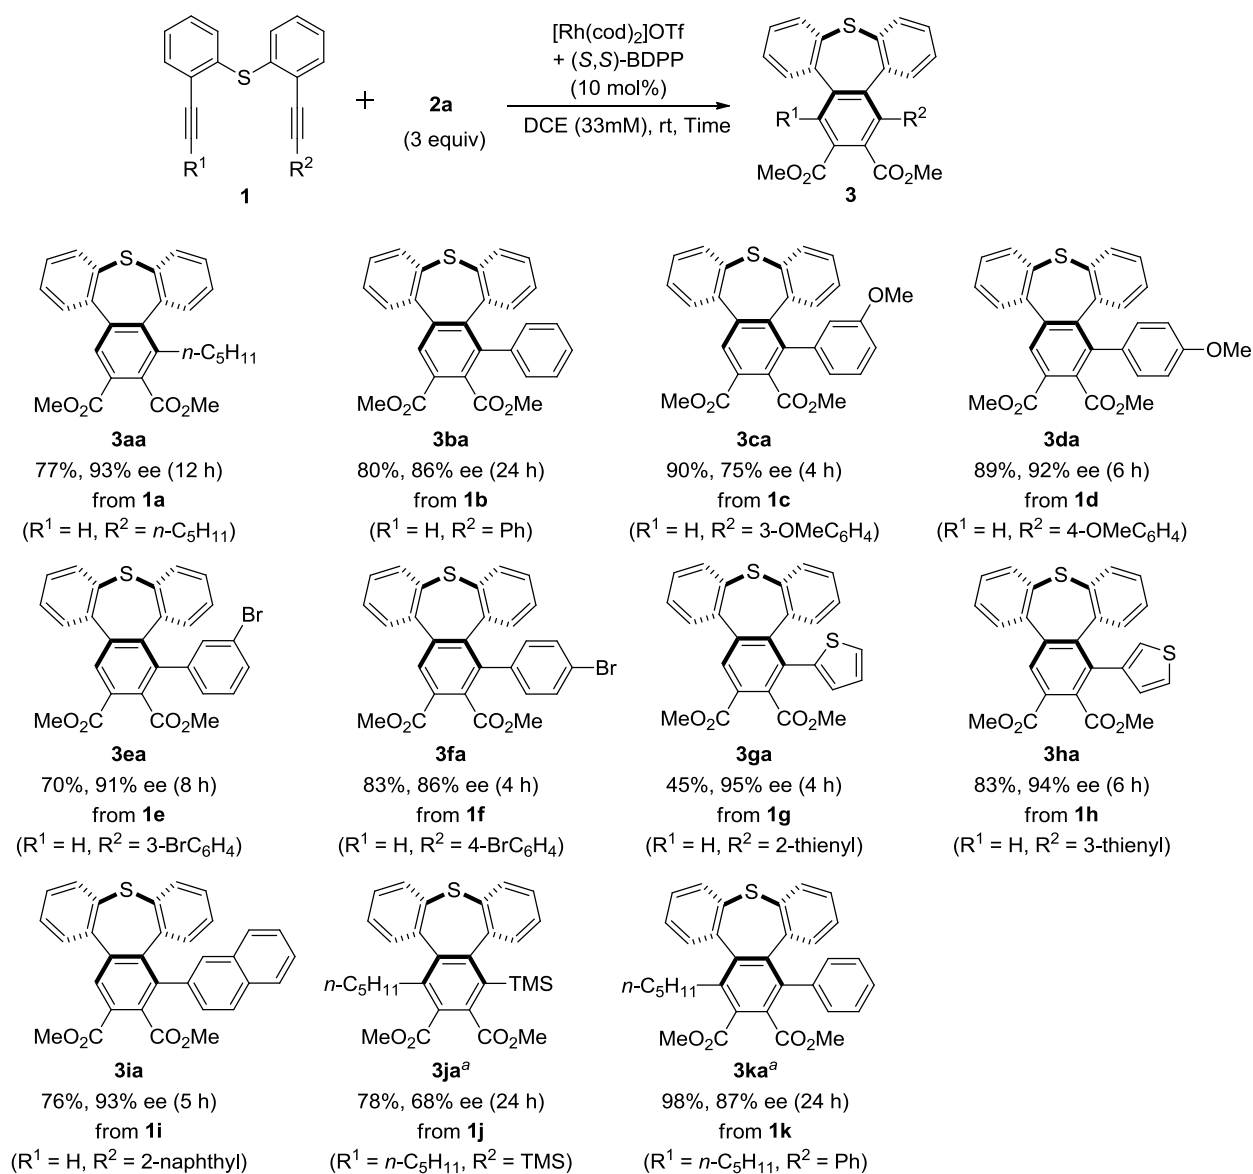 S
R¹
R²
1
+
2a
(3 equiv)
[Rh(cod)₂]OTf
+ (S,S)-BDPP
(10 mol%)
DCE (33mM), rt, Time
S
R¹
R²
MeO₂C
CO₂Me
3
S
n-C₅H₁₁
MeO₂C
CO₂Me
3aa
77%, 93% ee (12 h)
from 1a
(R¹ = H, R² = n-C₅H₁₁)
S
MeO₂C
CO₂Me
3ba
80%, 86% ee (24 h)
from 1b
(R¹ = H, R² = Ph)
S
OMe
MeO₂C
CO₂Me
3ca
90%, 75% ee (4 h)
from 1c
(R¹ = H, R² = 3-OMeC₆H₄)
S
OMe
MeO₂C
CO₂Me
3da
89%, 92% ee (6 h)
from 1d
(R¹ = H, R² = 4-OMeC₆H₄)
S
Br
MeO₂C
CO₂Me
3ea
70%, 91% ee (8 h)
from 1e
(R¹ = H, R² = 3-BrC₆H₄)
S
Br
MeO₂C
CO₂Me
3fa
83%, 86% ee (4 h)
from 1f
(R¹ = H, R² = 4-BrC₆H₄)
S
S
MeO₂C
CO₂Me
3ga
45%, 95% ee (4 h)
from 1g
(R¹ = H, R² = 2-thienyl)
S
S
MeO₂C
CO₂Me
3ha
83%, 94% ee (6 h)
from 1h
(R¹ = H, R² = 3-thienyl)
S
MeO₂C
CO₂Me
3ia
76%, 93% ee (5 h)
from 1i
(R¹ = H, R² = 2-naphthyl)
S
n-C₅H₁₁
TMS
MeO₂C
CO₂Me
3jaᵃ
78%, 68% ee (24 h)
from 1j
(R¹ = n-C₅H₁₁, R² = TMS)
S
n-C₅H₁₁
MeO₂C
CO₂Me
3kaᵃ
98%, 87% ee (24 h)
from 1k
(R¹ = n-C₅H₁₁, R² = Ph)